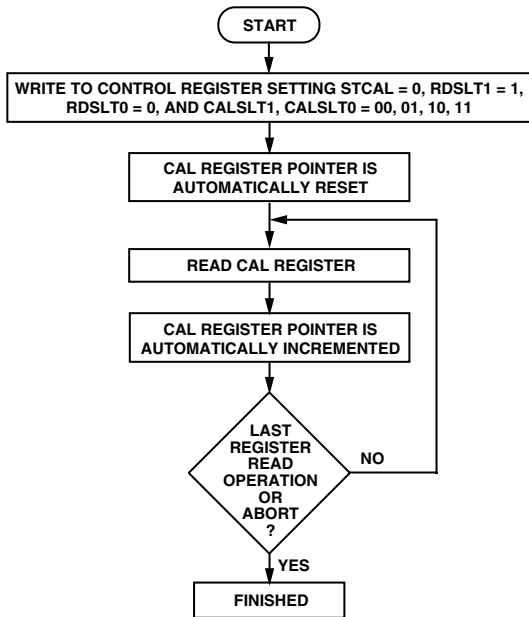 START
WRITE TO CONTROL REGISTER SETTING STCAL = 0, RDSLT1 = 1,
RDSLT0 = 0, AND CALSLT1, CALSLT0 = 00, 01, 10, 11
CAL REGISTER POINTER IS
AUTOMATICALLY RESET
READ CAL REGISTER
CAL REGISTER POINTER IS
AUTOMATICALLY INCREMENTED
LAST
REGISTER
READ
OPERATION
OR
ABORT
?
NO
YES
FINISHED